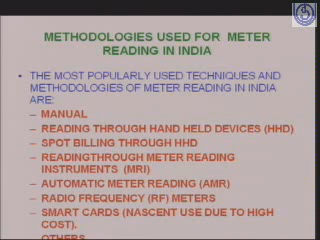 METHODOLOGIES USED FOR METER
READING IN INDIA
• THE MOST POPULARLY USED TECHNIQUES AND
METHODOLOGIES OF METER READING IN INDIA
ARE:
– MANUAL
– READING THROUGH HAND HELD DEVICES (HHD)
– SPOT BILLING THROUGH HHD
– READINGTHROUGH METER READING
INSTRUMENTS (MRI)
– AUTOMATIC METER READING (AMR)
– RADIO FREQUENCY (RF) METERS
– SMART CARDS (NASCENT USE DUE TO HIGH
COST).
– OTHERS